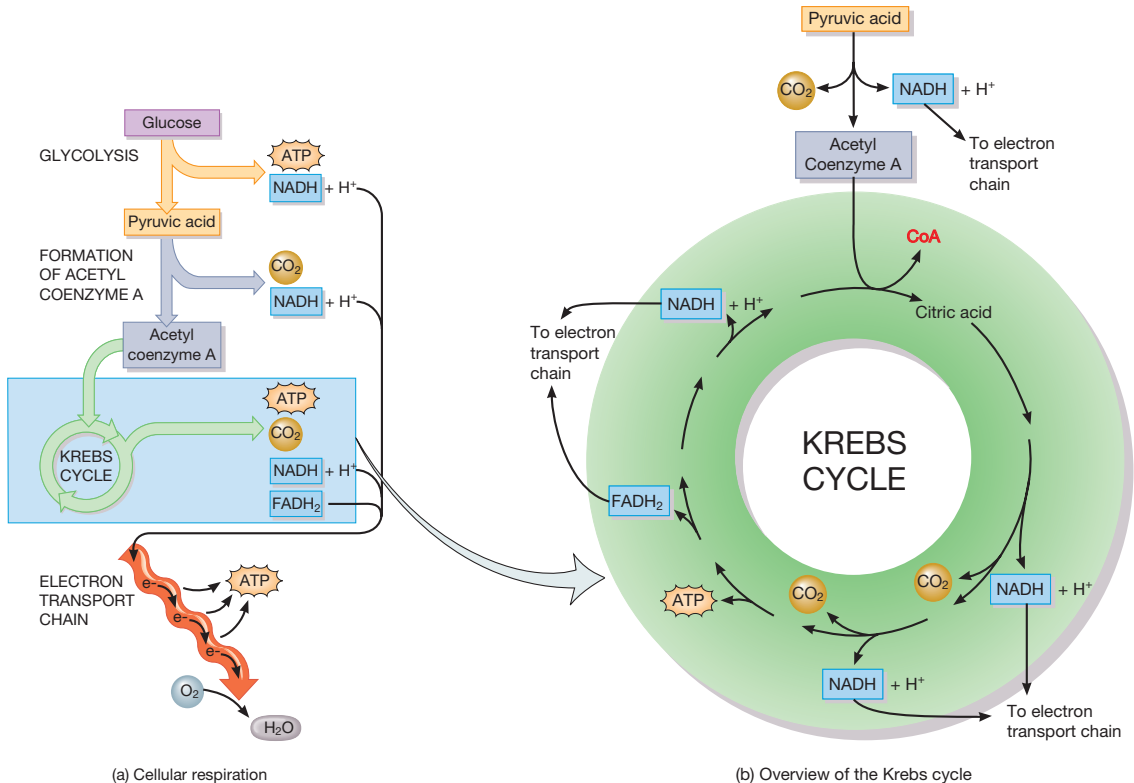 Glucose
GLYCOLYSIS
ATP
NADH + H⁺
Pyruvic acid
FORMATION
OF ACETYL
COENZYME A
CO₂
NADH + H⁺
Acetyl
coenzyme A
ATP
CO₂
KREBS
CYCLE
NADH + H⁺
FADH₂
ELECTRON
TRANSPORT
CHAIN
e-
e-
e-
ATP
O₂
H₂O
(a) Cellular respiration
Pyruvic acid
CO₂
NADH + H⁺
To electron
transport
chain
Acetyl
Coenzyme A
CoA
Citric acid
NADH + H⁺
To electron
transport
chain
KREBS
CYCLE
FADH₂
ATP
CO₂
CO₂
NADH + H⁺
NADH + H⁺
To electron
transport chain
(b) Overview of the Krebs cycle